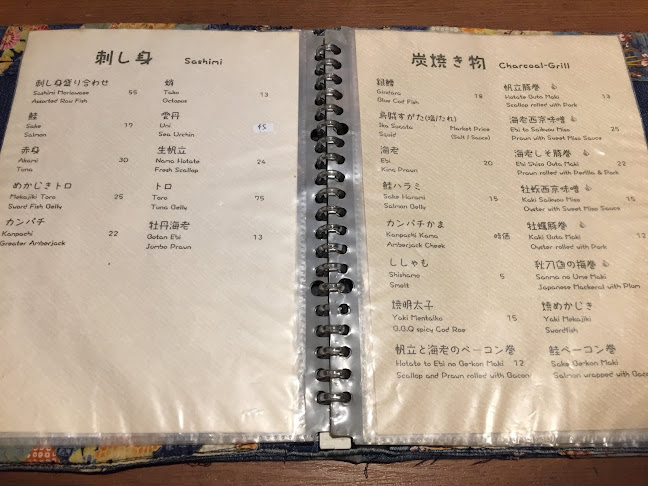 刺し身 Sashimi
刺し身盛り合わせ
Sashimi Moriawase 55
Assorted Raw Fish
鮭
Sake 17
Salmon
赤身
Akami 30
Tuna
めかじきトロ
Mekajiki Toro 25
Sword Fish Belly
カンパチ
Kanpachi 22
Greater Amberjack
蛸
Tako 13
Octopus
雲丹
Uni 45
Sea Urchin
生帆立
Nama Hotate 24
Fresh Scallop
トロ
Toro 75
Tuna Belly
牡丹海老
Botan Ebi 13
Jumbo Prawn
炭焼き物 Charcoal-Grill
銀鱈
Gindara 18
Blue Cod Fish
烏賊すがた(塩/たれ)
Ika Sugata Market Price
Squid (Salt / Sauce)
海老
Ebi 20
King Prawn
鮭ハラミ
Sake Harami 15
Salmon Belly
カンパチかま
Kanpachi Kama 時価
Amberjack Cheek
ししゃも
Shishamo 5
Smelt
焼明太子
Yaki Mentaiko 15
B.B.Q spicy Cod Roe
帆立と海老のベーコン巻
Hotate to Ebi no Be-kon Maki 12
Scallop and Prawn rolled with Bacon
帆立豚巻
Hotate Buta Maki 13
Scallop rolled with Pork
海老西京味噌
Ebi to Saikyou Miso 25
Prawn with Sweet Miso Sauce
海老しそ豚巻
Ebi Shiso Buta Maki 22
Prawn rolled with Perilla & Pork
牡蛎西京味噌
Kaki Saikyou Miso 15
Oyster with Sweet Miso Sauce
牡蠣豚巻
Kaki Buta Maki 12
Oyster rolled with Pork
秋刀魚の梅巻
Sanma no Ume Maki
Japanese Mackerel with Plum
焼めかじき
Yaki Mekajiki
Swordfish
鮭ベーコン巻
Sake Be-kon Maki
Salmon wrapped with Bacon